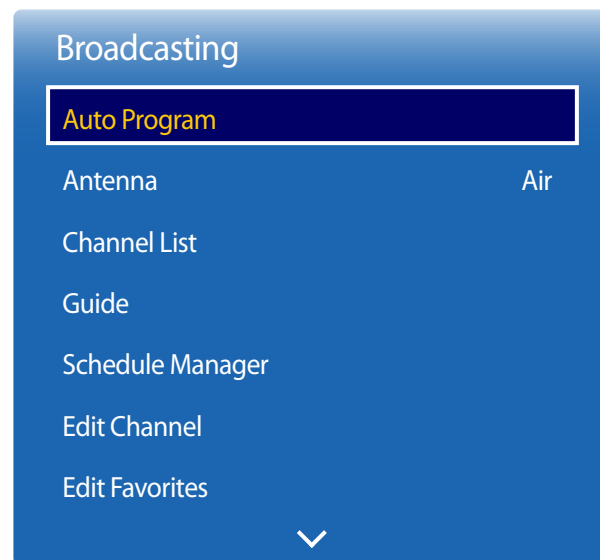 Broadcasting
Auto Program
Antenna Air
Channel List
Guide
Schedule Manager
Edit Channel
Edit Favorites